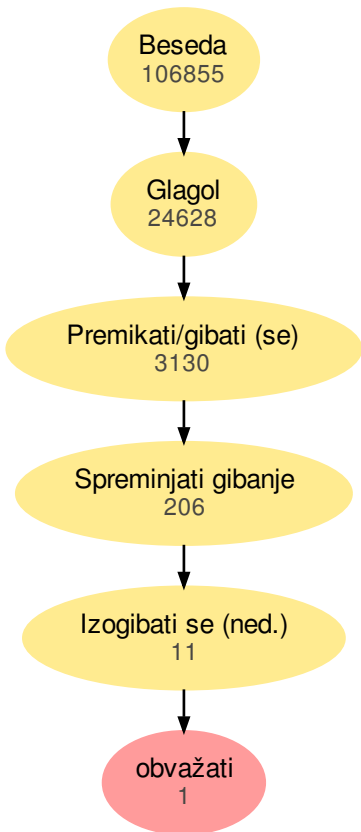 Beseda
106855
Glagol
24628
Premikati/gibati (se)
3130
Spreminjati gibanje
206
Izogibati se (ned.)
11
obvažati
1